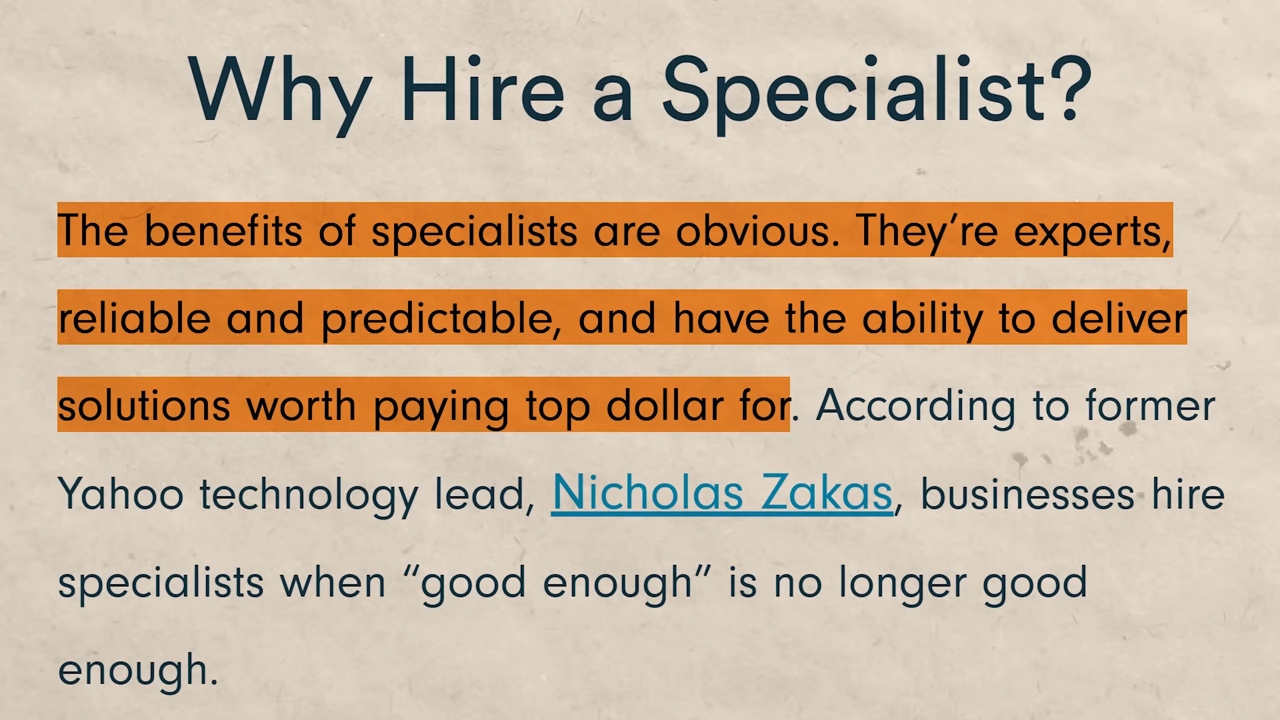 Why Hire a Specialist?
The benefits of specialists are obvious. They’re experts,
reliable and predictable, and have the ability to deliver
solutions worth paying top dollar for. According to former
Yahoo technology lead, Nicholas Zakas, businesses hire
specialists when “good enough” is no longer good
enough.